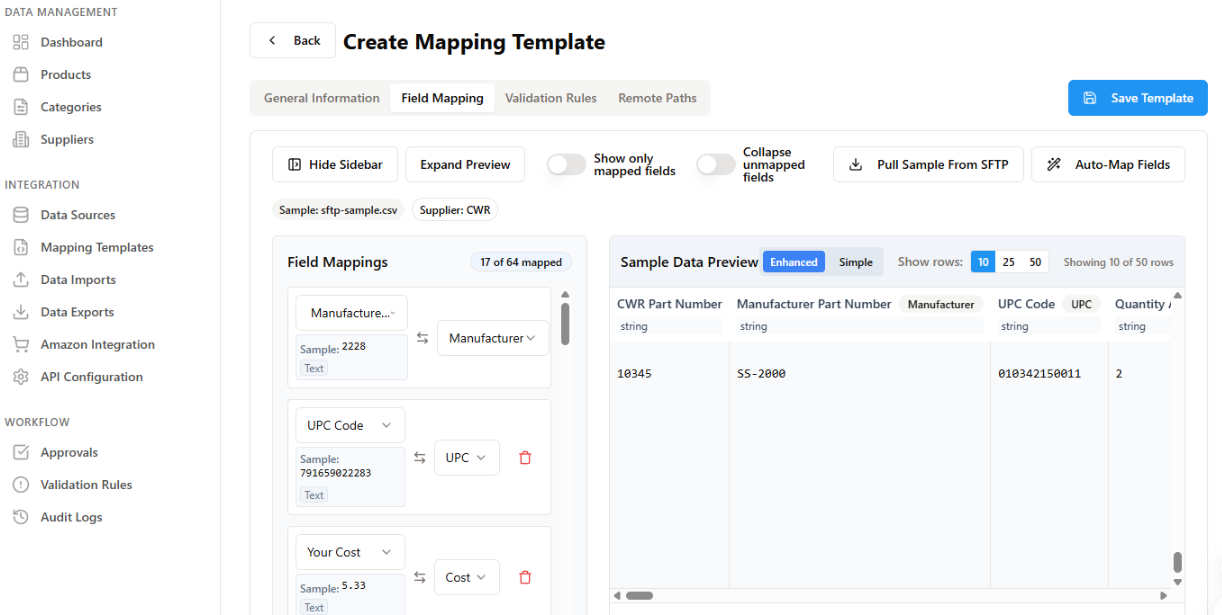 DATA MANAGEMENT
Dashboard
Products
Categories
Suppliers
INTEGRATION
Data Sources
Mapping Templates
Data Imports
Data Exports
Amazon Integration
API Configuration
WORKFLOW
Approvals
Validation Rules
Audit Logs
Back
Create Mapping Template
General Information Field Mapping Validation Rules Remote Paths
Save Template
Hide Sidebar
Expand Preview
Show only
mapped fields
Collapse
unmapped
fields
Pull Sample From SFTP
Auto-Map Fields
Sample: sftp-sample.csv Supplier: CWR
Field Mappings
17 of 64 mapped
Manufacture...
Sample: 2228
Text
Manufacturer
UPC Code
Sample:
791659022283
Text
UPC
Your Cost
Sample: 5.33
Text
Cost
Sample Data Preview Enhanced Simple Show rows: 10 25 50 Showing 10 of 50 rows
CWR Part Number Manufacturer Part Number Manufacturer UPC Code UPC Quantity A
string string string string
10345 SS-2000 010342150011 2